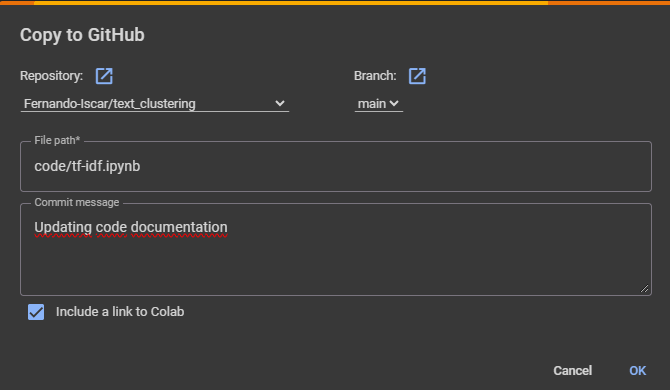 Copy to GitHub
Repository: Branch:
Fernando-Iscar/text_clustering main
File path*
code/tf-idf.ipynb
Commit message
Updating code documentation
Include a link to Colab
Cancel OK